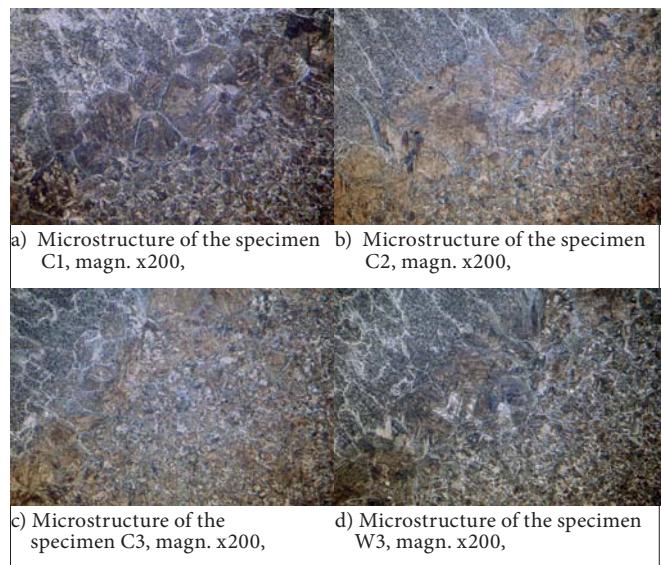 a) Microstructure of the specimen
C1, magn. x200,
b) Microstructure of the specimen
C2, magn. x200,
c) Microstructure of the
specimen C3, magn. x200,
d) Microstructure of the specimen
W3, magn. x200,